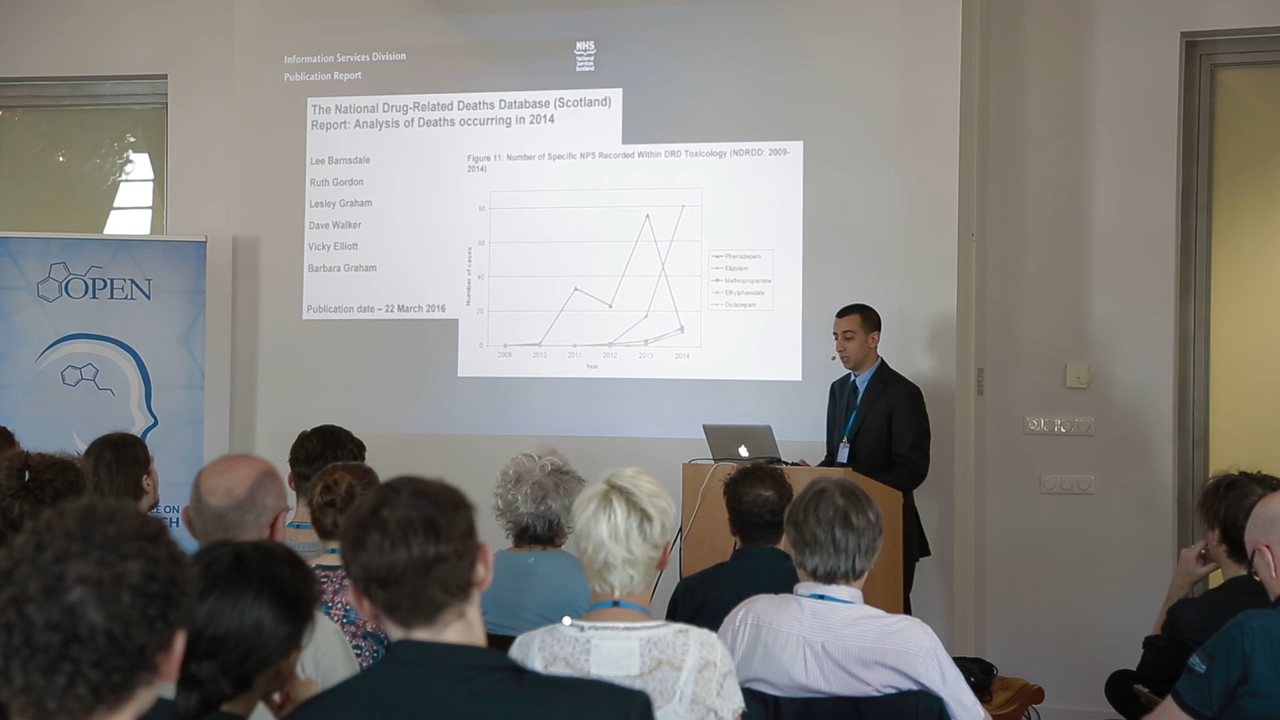 Information Services Division
Publication Report
NHS
National
Services
Scotland
The National Drug-Related Deaths Database (Scotland)
Report: Analysis of Deaths occurring in 2014
Lee Barnsdale
Ruth Gordon
Lesley Graham
Dave Walker
Vicky Elliott
Barbara Graham
Publication date – 22 March 2016
Figure 11: Number of Specific NPS Recorded Within DRD Toxicology (NDRDD: 2009-
2014)
Number of cases
80
60
40
20
0
2009 2010 2011 2012 2013 2014
Year
Phenazepam
Etizolam
Methiopropamine
Ethylphenidate
Diclazepam
OPEN
E ON
CH